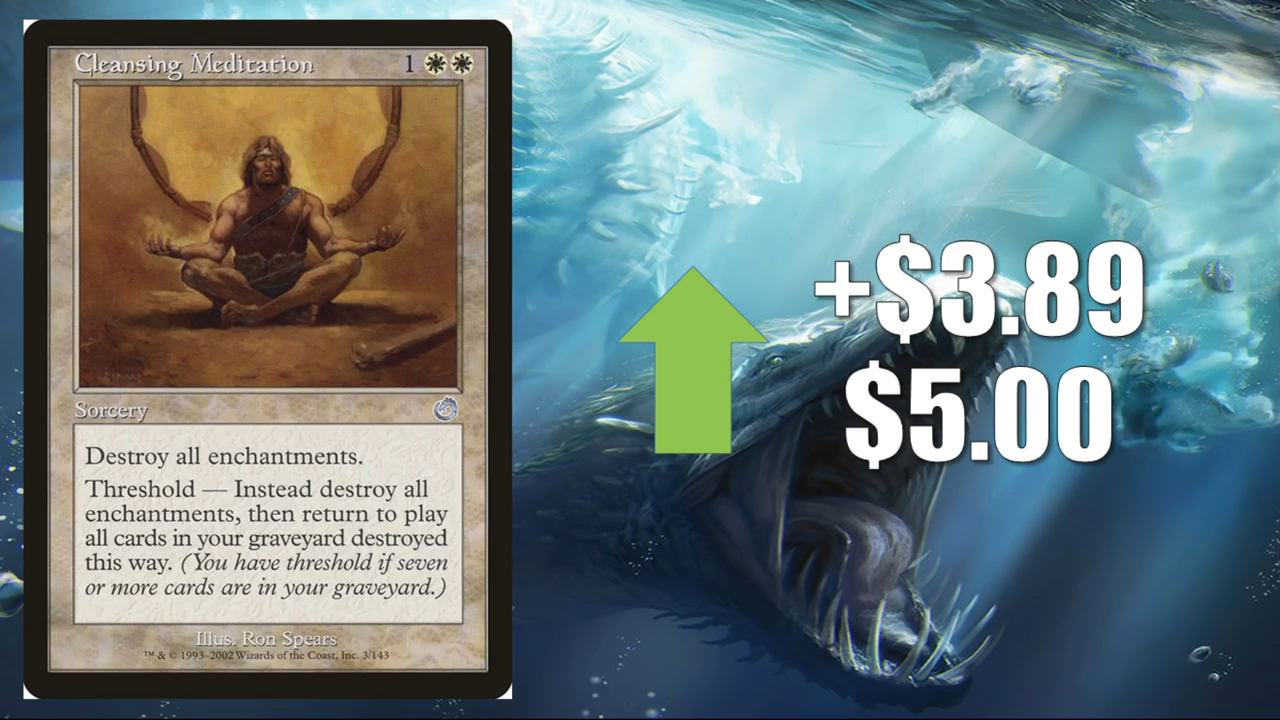 Cleansing Meditation 1
Sorcery
Destroy all enchantments.
Threshold — Instead destroy all
enchantments, then return to play
all cards in your graveyard destroyed
this way. (You have threshold if seven
or more cards are in your graveyard.)
Illus. Ron Spears
™ & © 1993–2002 Wizards of the Coast, Inc. 3/143
+$3.89
$5.00